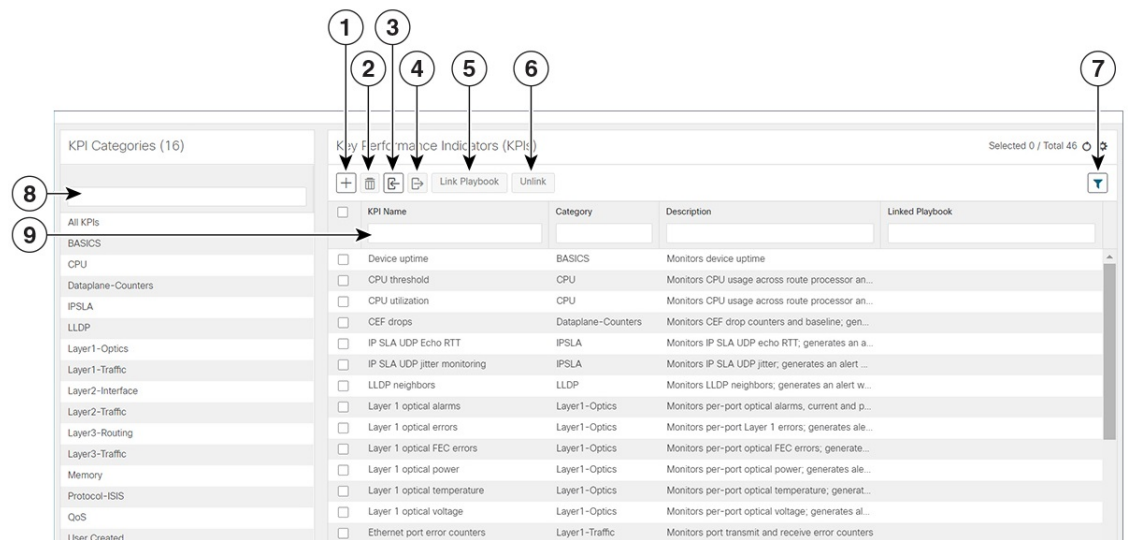 1
3
2
4
5
6
7
KPI Categories (16)
Key Performance Indicators (KPIs)
Selected 0 / Total 46
Link Playbook
Unlink
8
9
All KPIs
BASICS
CPU
Dataplane-Counters
IPSLA
LLDP
Layer1-Optics
Layer1-Traffic
Layer2-Interface
Layer2-Traffic
Layer3-Routing
Layer3-Traffic
Memory
Protocol-ISIS
QoS
User Created
KPI Name Category Description Linked Playbook
Device uptime BASICS Monitors device uptime
CPU threshold CPU Monitors CPU usage across route processor an...
CPU utilization CPU Monitors CPU usage across route processor an...
CEF drops Dataplane-Counters Monitors CEF drop counters and baseline; gen...
IP SLA UDP Echo RTT IPSLA Monitors IP SLA UDP echo RTT; generates an a...
IP SLA UDP jitter monitoring IPSLA Monitors IP SLA UDP jitter; generates an alert ...
LLDP neighbors LLDP Monitors LLDP neighbors; generates an alert w...
Layer 1 optical alarms Layer1-Optics Monitors per-port optical alarms, current and p...
Layer 1 optical errors Layer1-Optics Monitors per-port Layer 1 errors; generates ale...
Layer 1 optical FEC errors Layer1-Optics Monitors per-port optical FEC errors; generate...
Layer 1 optical power Layer1-Optics Monitors per-port optical power; generates ale...
Layer 1 optical temperature Layer1-Optics Monitors per-port optical temperature; generat...
Layer 1 optical voltage Layer1-Optics Monitors per-port optical voltage; generates al...
Ethernet port error counters Layer1-Traffic Monitors port transmit and receive error counters